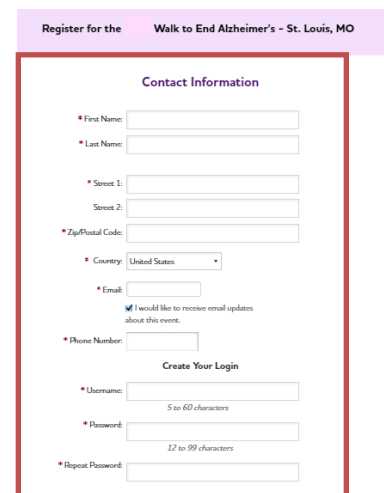 Register for the Walk to End Alzheimer's - St. Louis, MO
Contact Information
* First Name:
* Last Name:
* Street 1:
Street 2:
* Zip/Postal Code:
* Country: United States
* Email:
I would like to receive email updates
about this event.
* Phone Number:
Create Your Login
* Username:
5 to 60 characters
* Password:
12 to 99 characters
* Repeat Password: